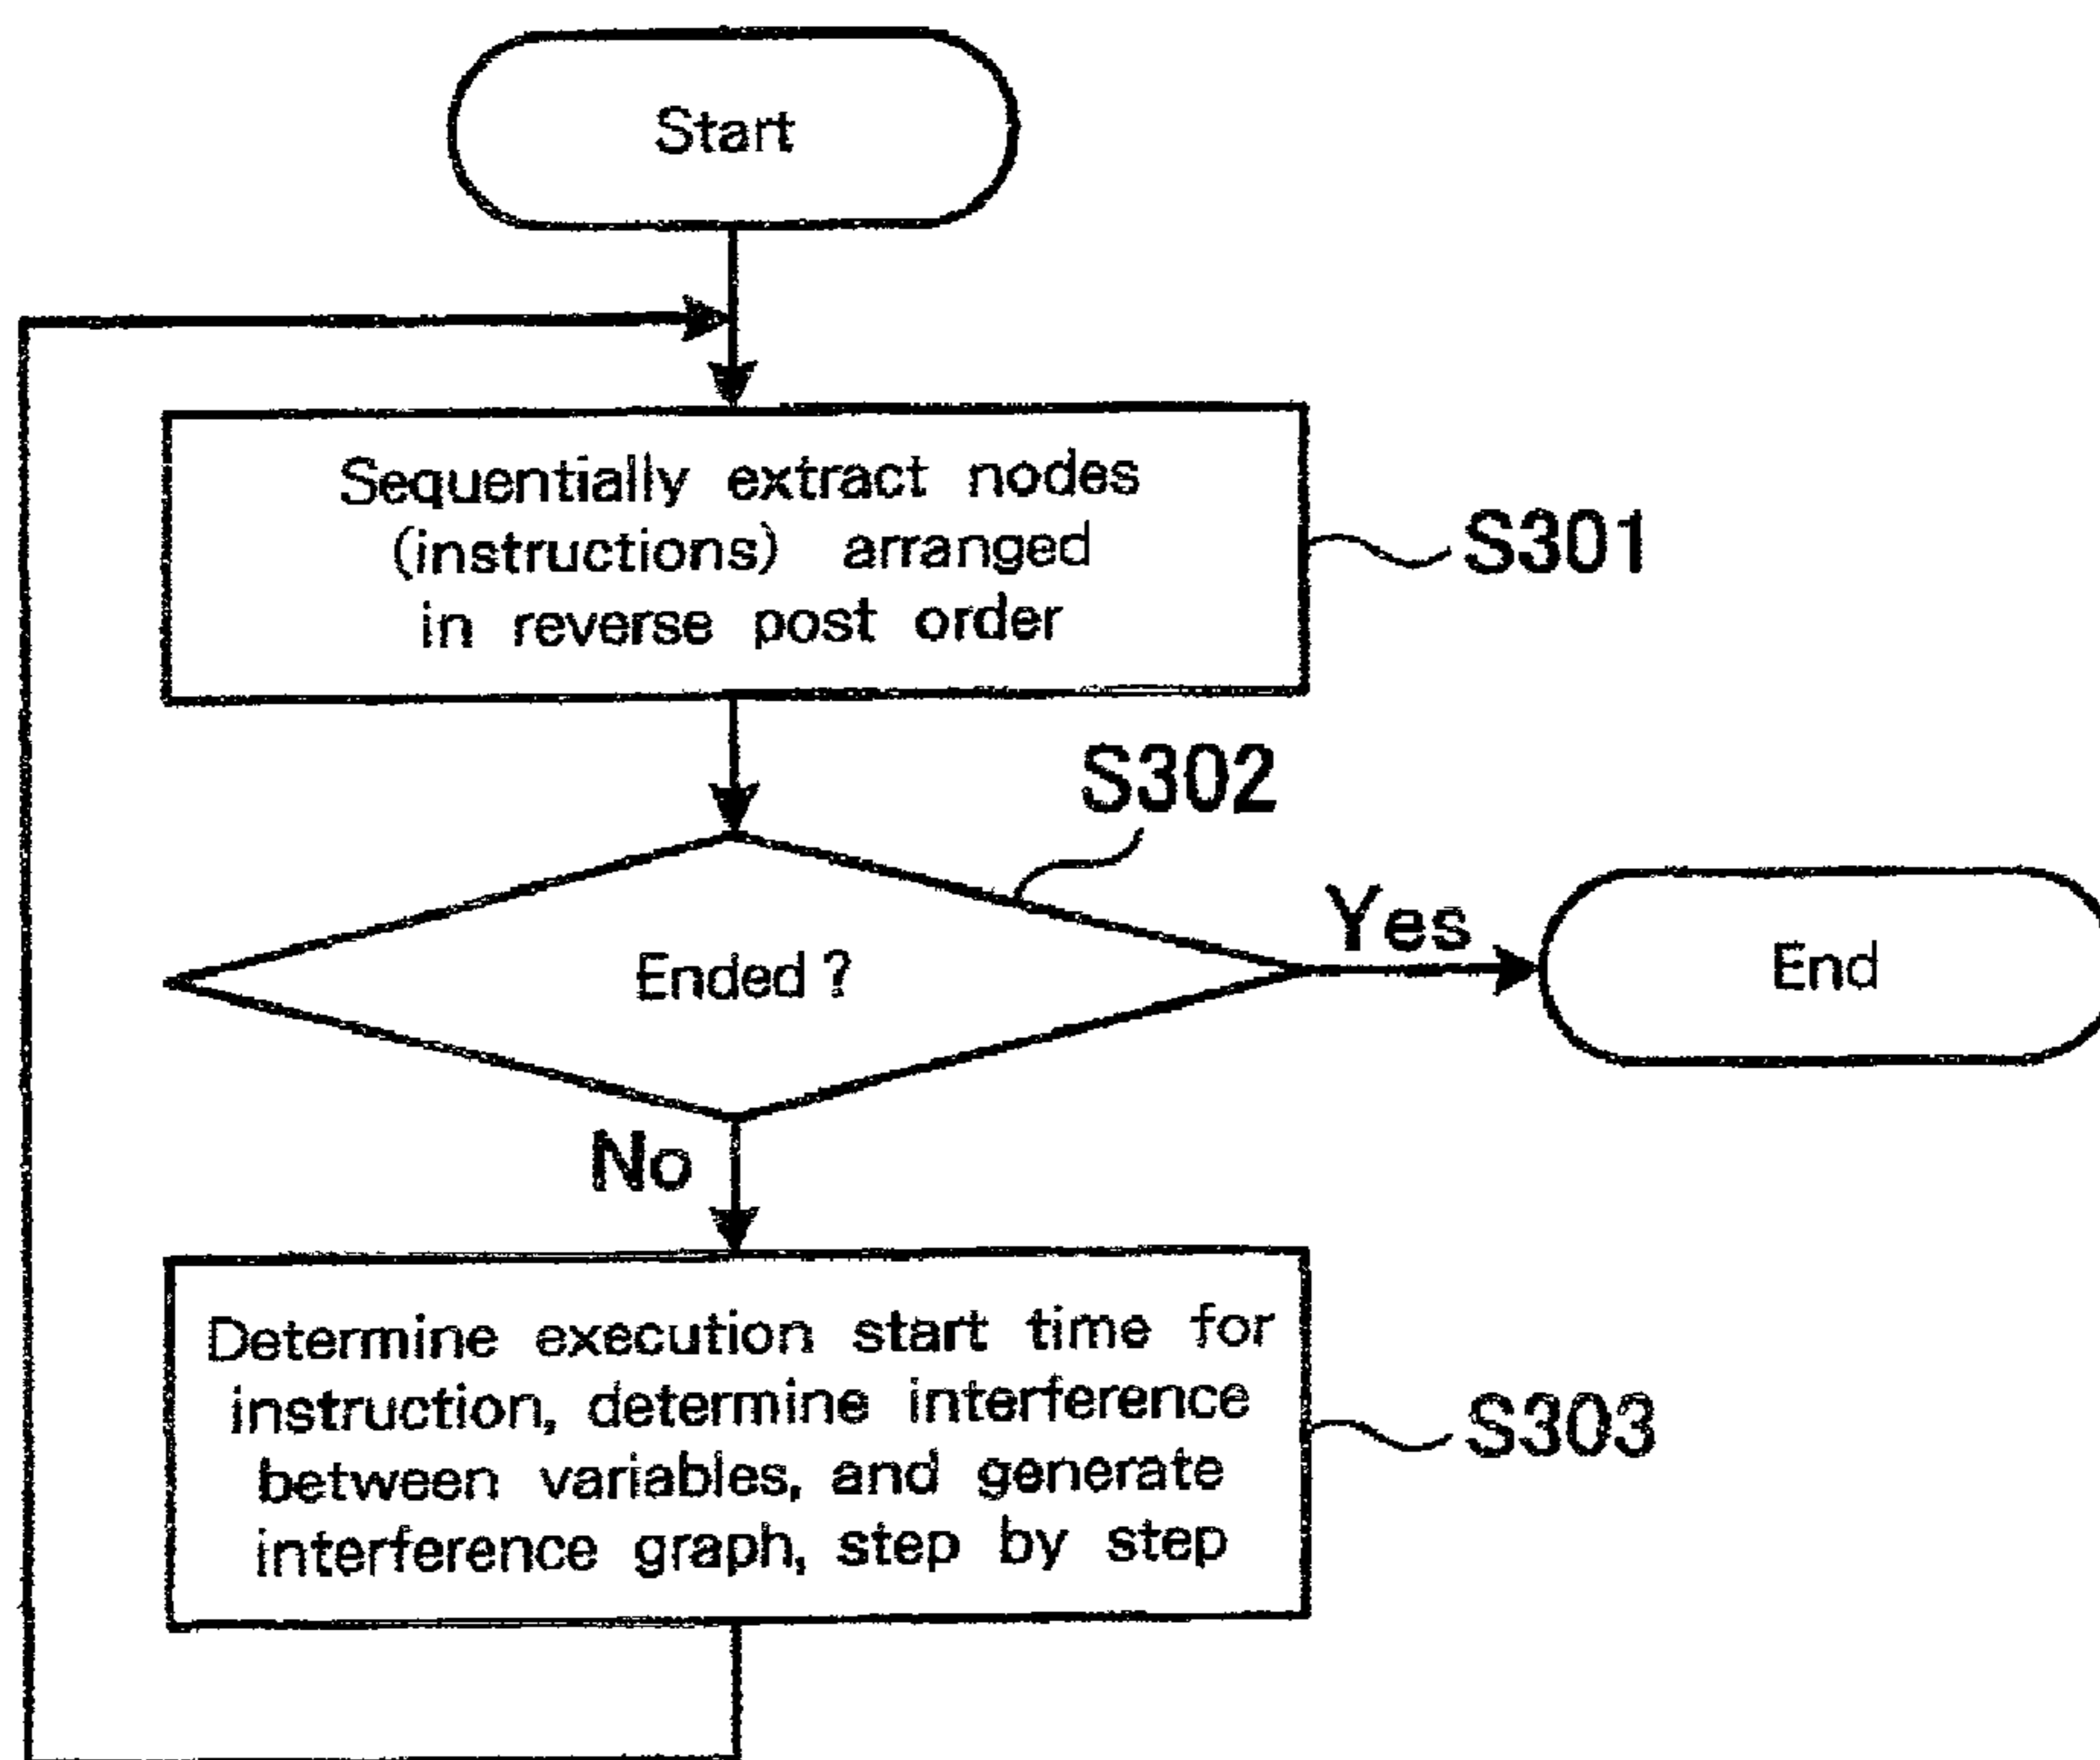 Start
Sequentially extract nodes
(instructions) arranged
in reverse post order
S301
S302
Ended ?
Yes
End
No
Determine execution start time for
instruction, determine interference
between variables, and generate
interference graph, step by step
S303